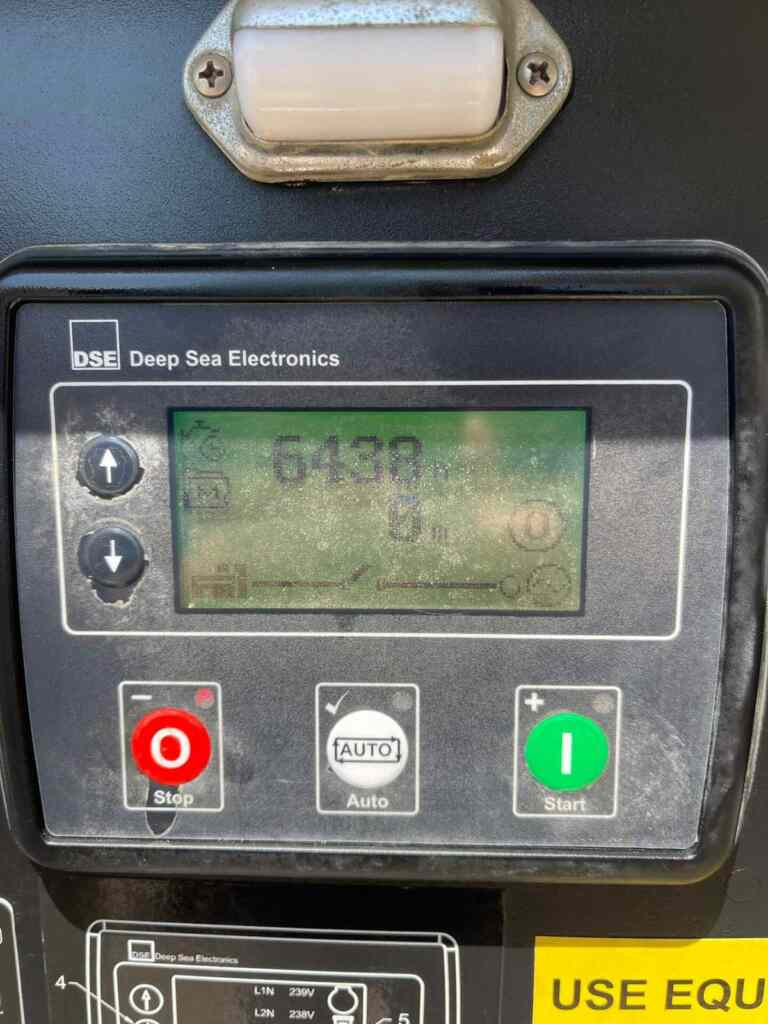 DSE Deep Sea Electronics
6438 h
m
O
I
AUTO
Stop
Auto
Start
DSE Deep Sea Electronics
4
L1N 239V
L2N 238V
5
USE EQU